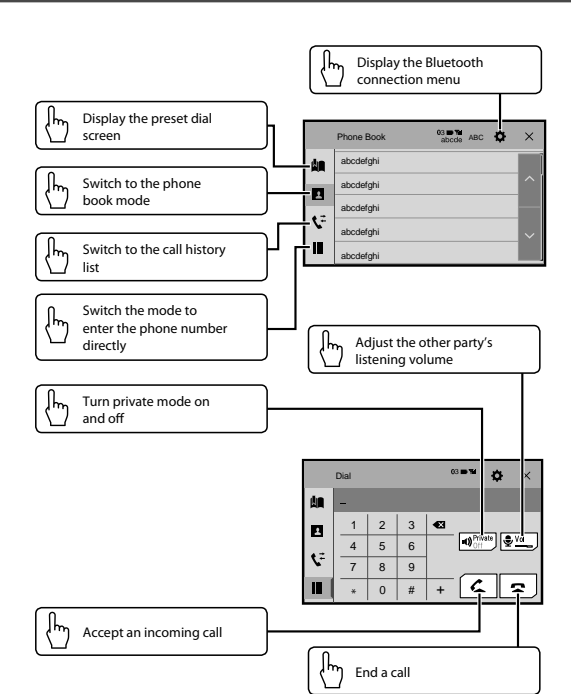 Display the Bluetooth
connection menu
Display the preset dial
screen
Switch to the phone
book mode
Switch to the call history
list
Switch the mode to
enter the phone number
directly
Phone Book
03
abcde ABC
abcdefghi
abcdefghi
abcdefghi
abcdefghi
abcdefghi
Adjust the other party’s
listening volume
Turn private mode on
and off
Dial
03
–
1 2 3
4 5 6
7 8 9
* 0 # +
Private
Off
Vol
Accept an incoming call
End a call